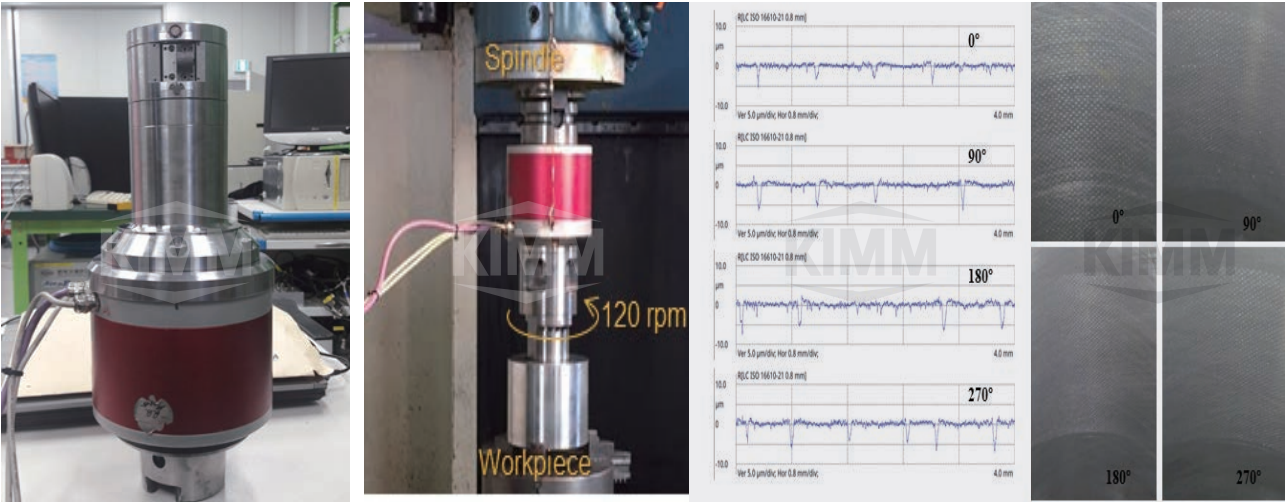 Spindle
120 rpm
Workpiece
R[LC ISO 16610-21 0.8 mm]
10.0
µm
0
-10.0
0°
Ver 5.0 µm/div; Hor 0.8 mm/div;
4.0 mm
R[LC ISO 16610-21 0.8 mm]
10.0
µm
0
-10.0
90°
Ver 5.0 µm/div; Hor 0.8 mm/div;
4.0 mm
R[LC ISO 16610-21 0.8 mm]
10.0
µm
0
-10.0
180°
Ver 5.0 µm/div; Hor 0.8 mm/div;
4.0 mm
R[LC ISO 16610-21 0.8 mm]
10.0
µm
0
-10.0
270°
Ver 5.0 µm/div; Hor 0.8 mm/div;
4.0 mm
0°
90°
180°
270°
KIMM
KIMM
KIMM
KIMM